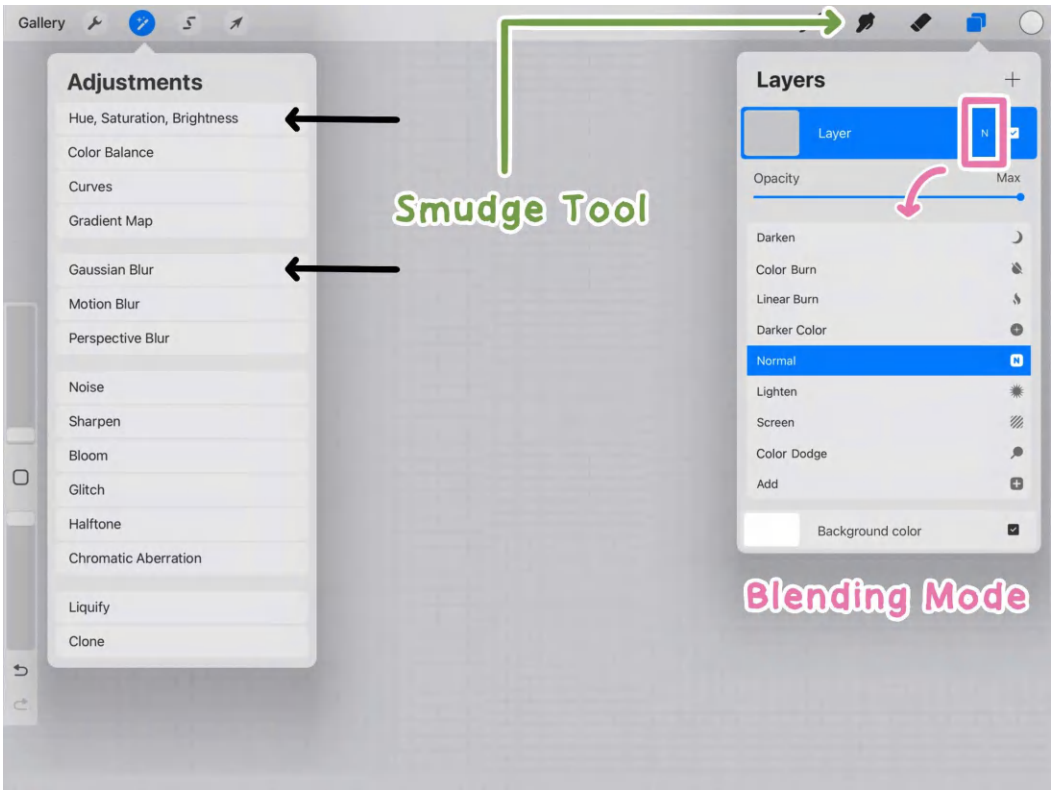 Gallery
Adjustments
Hue, Saturation, Brightness
Color Balance
Curves
Gradient Map
Gaussian Blur
Motion Blur
Perspective Blur
Noise
Sharpen
Bloom
Glitch
Halftone
Chromatic Aberration
Liquify
Clone
Smudge Tool
Layers
Layer N
Opacity Max
Darken
Color Burn
Linear Burn
Darker Color
Normal N
Lighten
Screen
Color Dodge
Add
Background color
Blending Mode